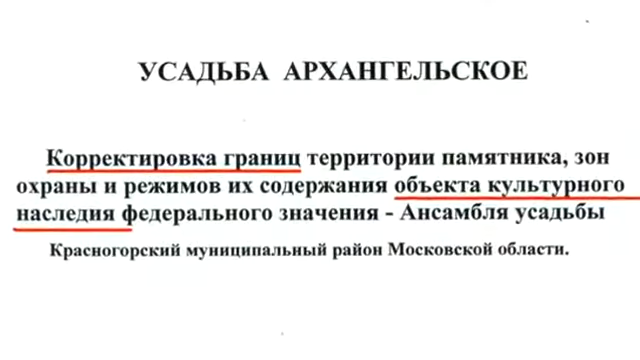 УСАДЬБА АРХАНГЕЛЬСКОЕ
Корректировка границ территории памятника, зон
охраны и режимов их содержания объекта культурного
наследия федерального значения - Ансамбля усадьбы
Красногорский муниципальный район Московской области.